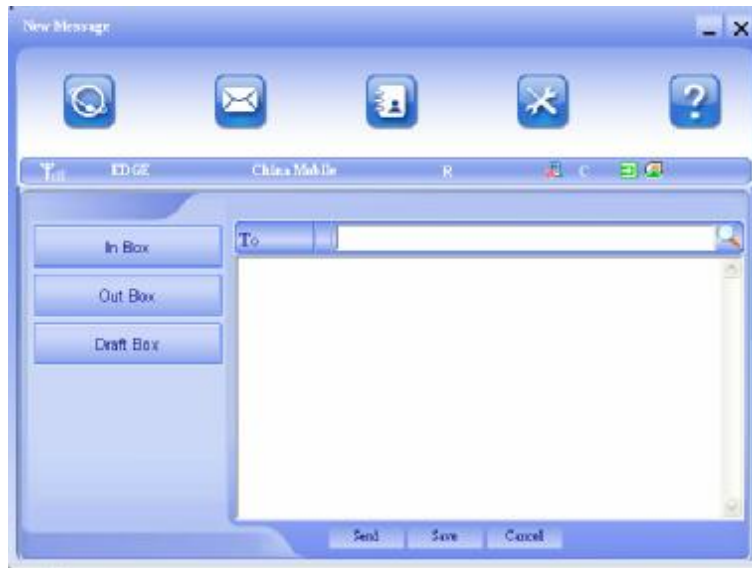 New Message
EDGE China Mobile R C
In Box
Out Box
Draft Box
To
Send Save Cancel